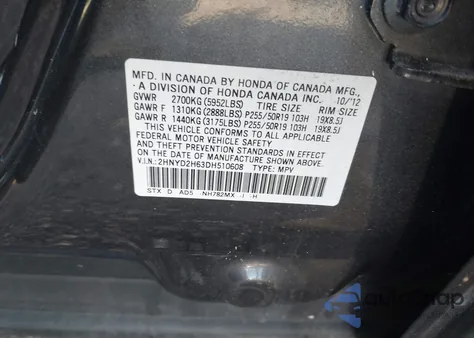 MFD. IN CANADA BY HONDA OF CANADA MFG.,
A DIVISION OF HONDA CANADA INC. 10/'12
GVWR 2700KG (5952LBS) TIRE SIZE RIM SIZE
GAWR F 1310KG (2888LBS) P255/50R19 103H 19X8.5J
GAWR R 1440KG (3175LBS) P255/50R19 103H 19X8.5J
THIS VEHICLE CONFORMS TO ALL APPLICABLE
FEDERAL MOTOR VEHICLE SAFETY STANDARDS IN EFFECT
ON THE DATE OF MANUFACTURE SHOWN ABOVE.
V.I.N.: 2HNYD2H63DH510608 TYPE: MPV
STX D AD5 NH782MX I H
autosnap